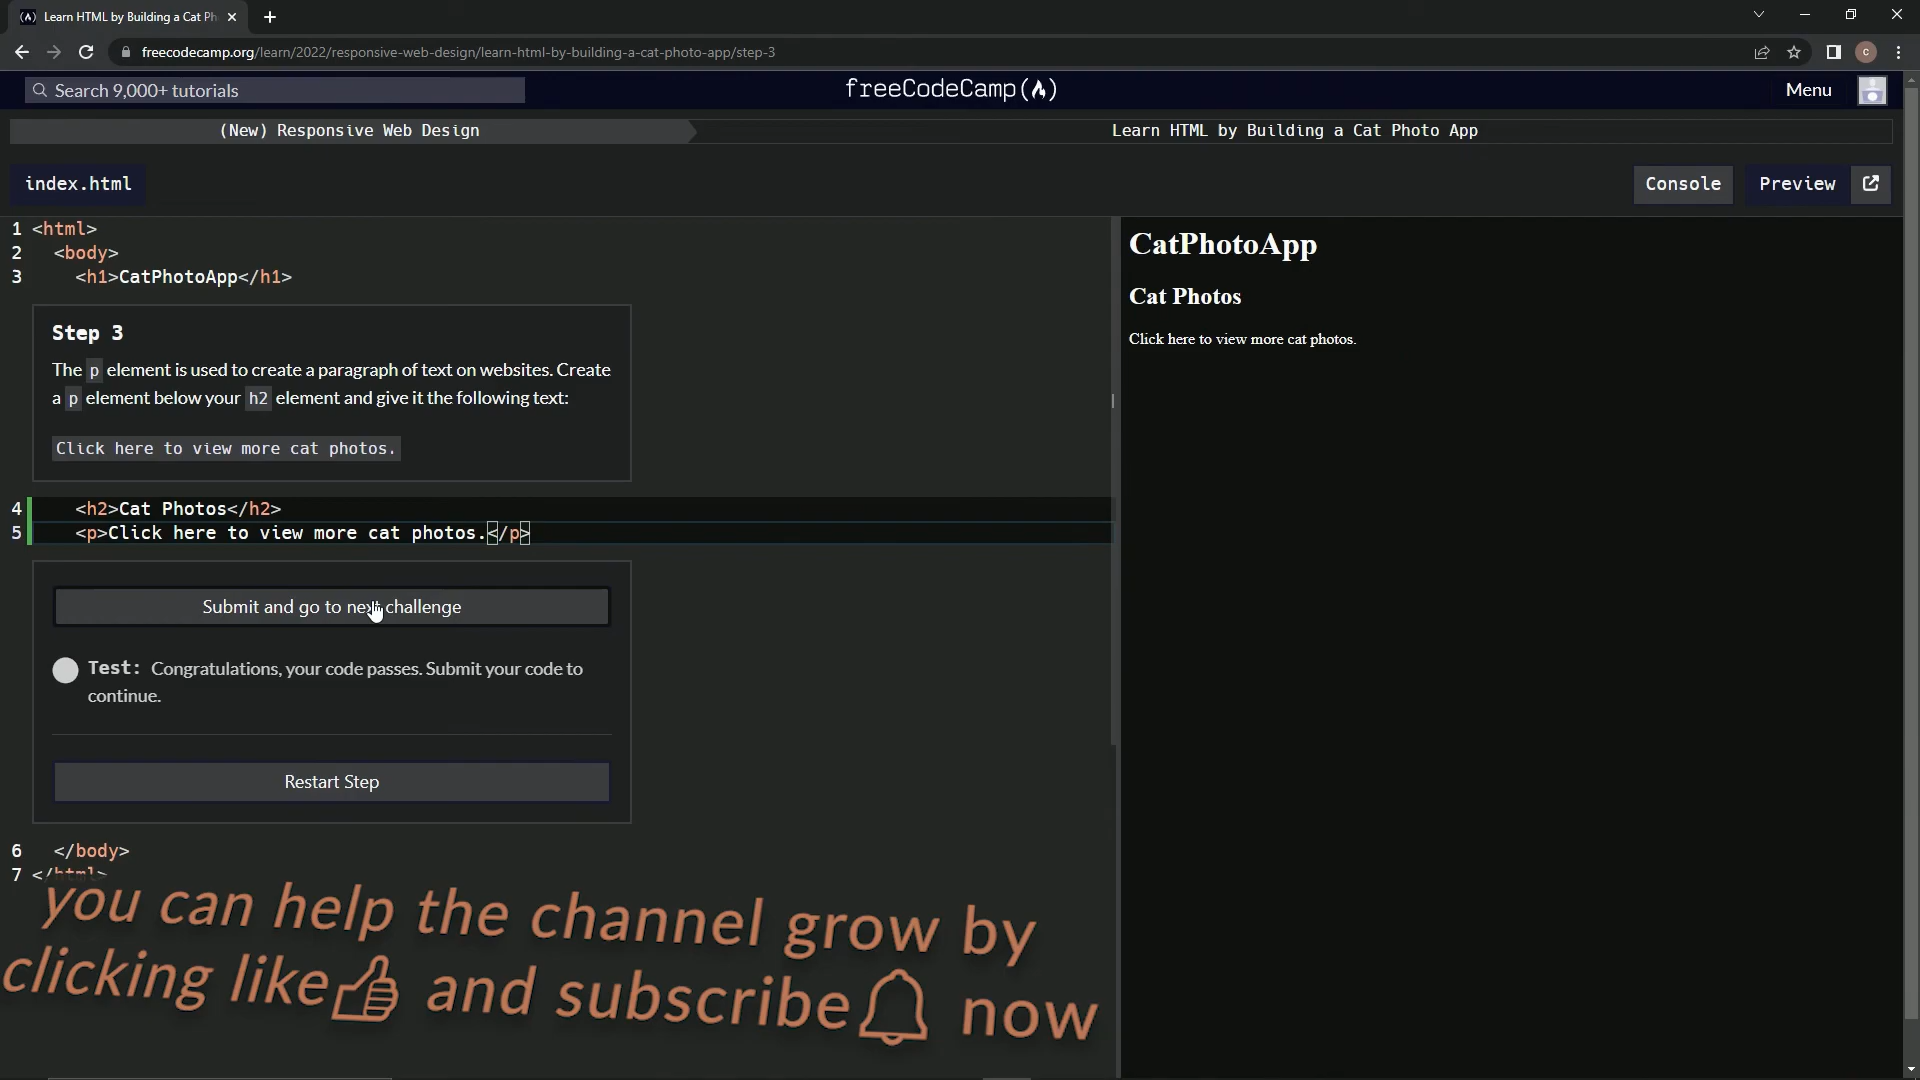 Learn HTML by Building a Cat Ph
freecodecamp.org/learn/2022/responsive-web-design/learn-html-by-building-a-cat-photo-app/step-3
C
Search 9,000+ tutorials
freeCodeCamp
Menu
(New) Responsive Web Design
Learn HTML by Building a Cat Photo App
index.html
Console
Preview
1 <html>
2 <body>
3 <h1>CatPhotoApp</h1>
Step 3
The p element is used to create a paragraph of text on websites. Create
a p element below your h2 element and give it the following text:
Click here to view more cat photos.
4 <h2>Cat Photos</h2>
5 <p>Click here to view more cat photos.</p>
Submit and go to next challenge
Test: Congratulations, your code passes. Submit your code to
continue.
Restart Step
6 </body>
7 </html>
CatPhotoApp
Cat Photos
Click here to view more cat photos.
you can help the channel grow by
clicking like and subscribe now